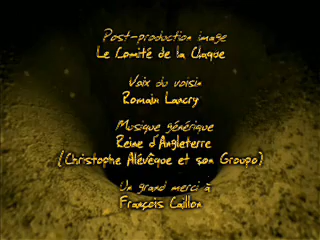 Post-production image
Le Comité de la Claque
Voix du voisin
Romain Lancry
Musique générique
Reine d'Angleterre
(Christophe Alévêque et son Groupo)
Un grand merci à
François Caillon